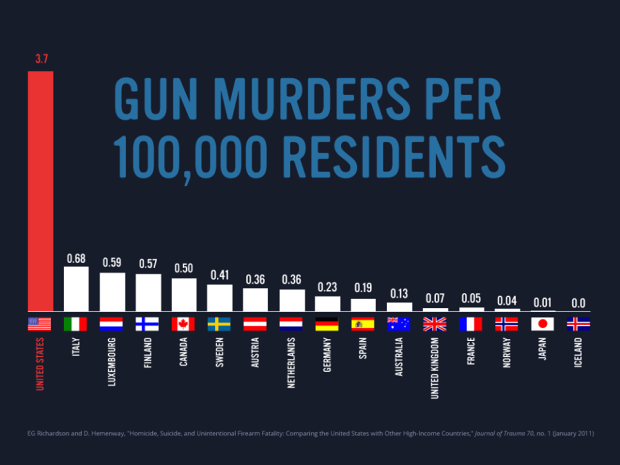 3.7
GUN MURDERS PER
100,000 RESIDENTS
0.68
0.59
0.57
0.50
0.41
0.36
0.36
0.23
0.19
0.13
0.07
0.05
0.04
0.01
0.0
UNITED STATES
ITALY
LUXEMBOURG
FINLAND
CANADA
SWEDEN
AUSTRIA
NETHERLANDS
GERMANY
SPAIN
AUSTRALIA
UNITED KINGDOM
FRANCE
NORWAY
JAPAN
ICELAND
EG Richardson and D. Hemenway, "Homicide, Suicide, and Unintentional Firearm Fatality: Comparing the United States with Other High-Income Countries," Journal of Trauma 70, no. 1 (January 2011)